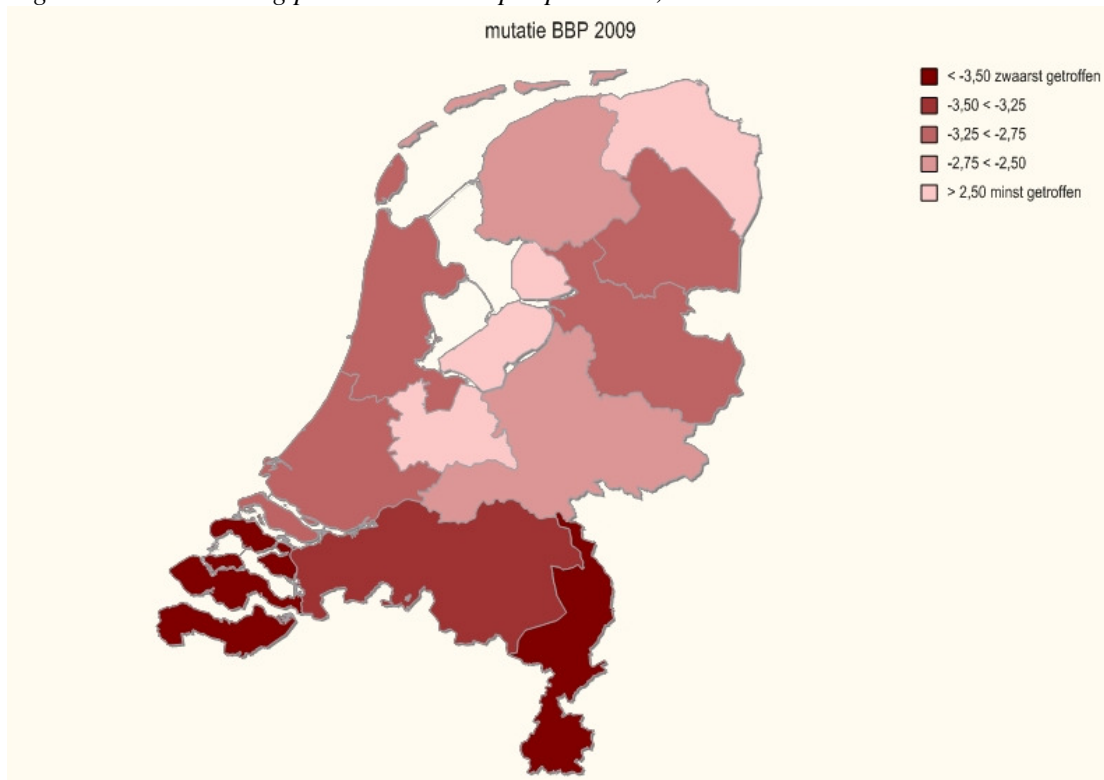 mutatie BBP 2009
< -3,50 zwaarst getroffen
-3,50 < -3,25
-3,25 < -2,75
-2,75 < -2,50
> 2,50 minst getroffen